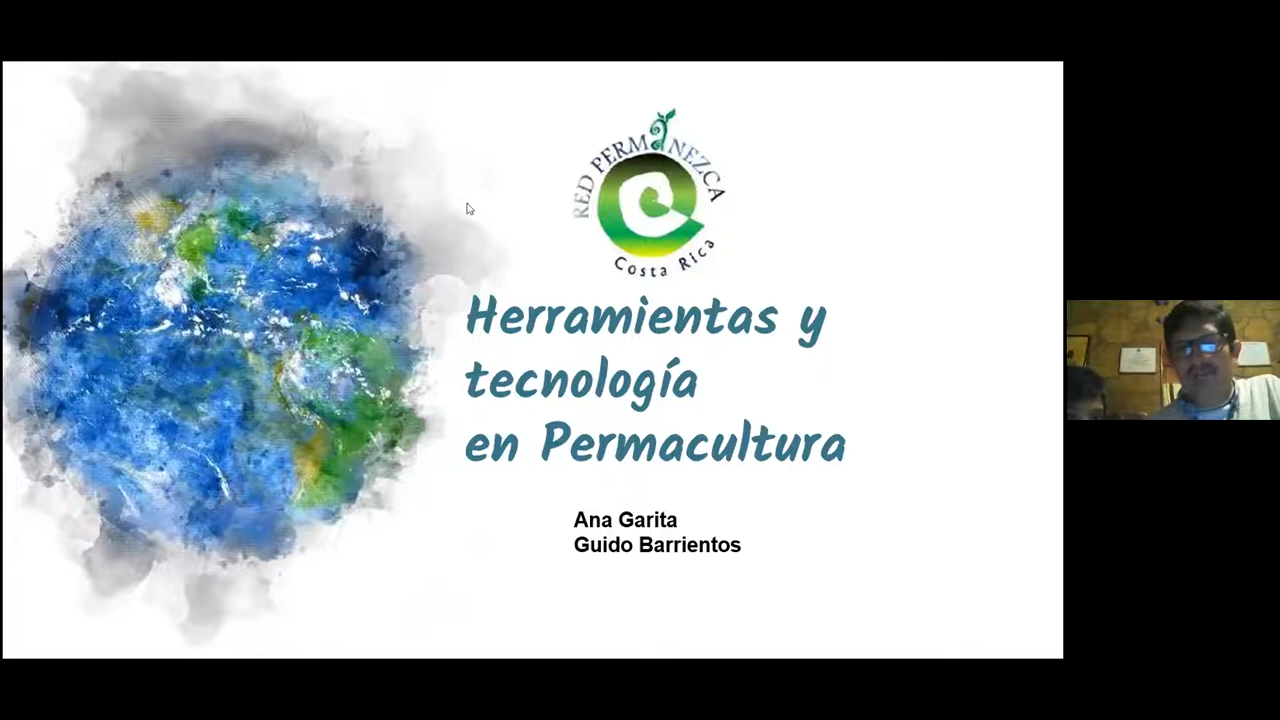 RED PERMANEZCA
Costa Rica
Herramientas y
tecnología
en Permacultura
Ana Garita
Guido Barrientos